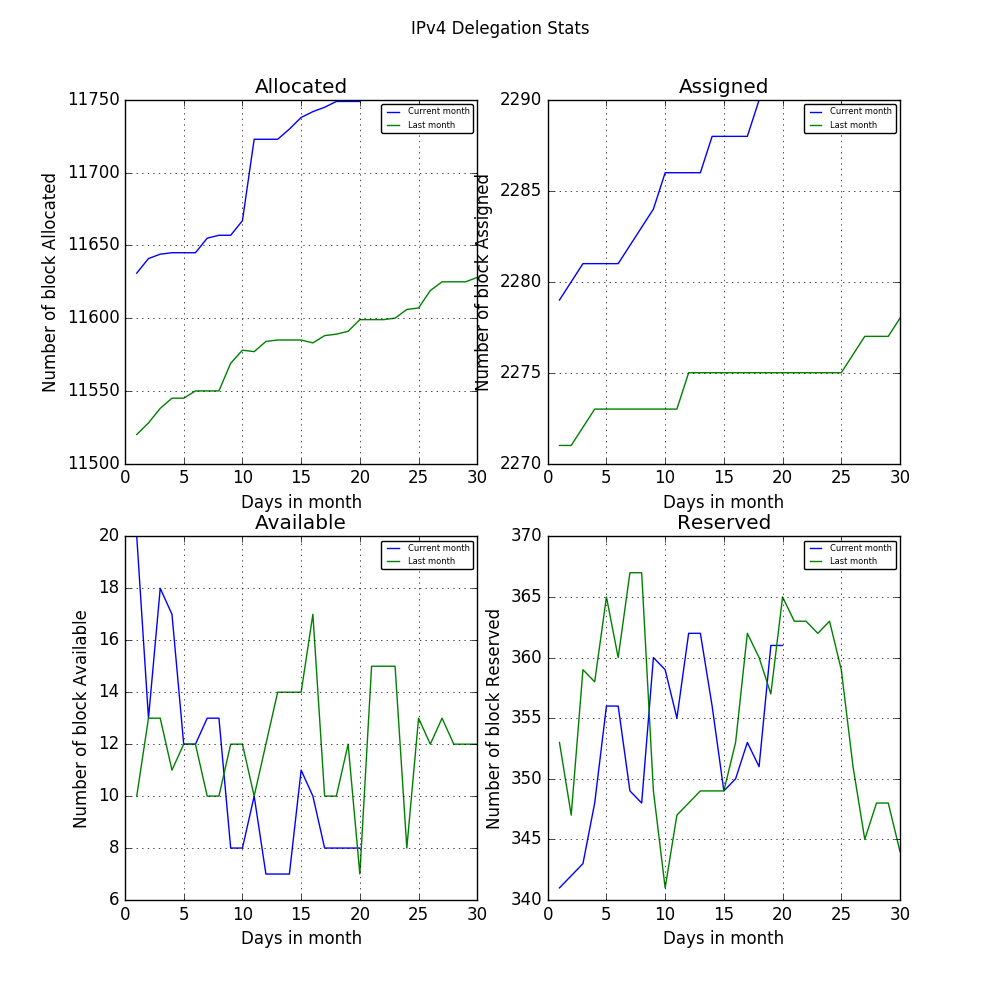 IPv4 Delegation Stats
Allocated
Number of block Allocated
11750
11700
11650
11600
11550
11500
Current month
Last month
0 5 10 15 20 25 30
Days in month
Assigned
Number of block Assigned
2290
2285
2280
2275
2270
Current month
Last month
0 5 10 15 20 25 30
Days in month
Available
Number of block Available
20
18
16
14
12
10
8
6
Current month
Last month
0 5 10 15 20 25 30
Days in month
Reserved
Number of block Reserved
370
365
360
355
350
345
340
Current month
Last month
0 5 10 15 20 25 30
Days in month